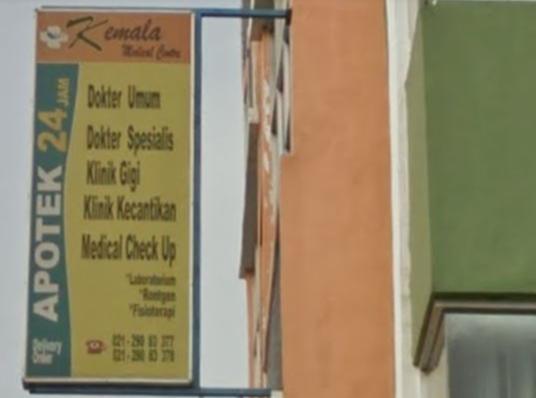 Kemala
Medical Centre
APOTEK 24 JAM
Delivery
Order
Dokter Umum
Dokter Spesialis
Klinik Gigi
Klinik Kecantikan
Medical Check Up
*Laboratorium
*Rontgen
*Fisioterapi
021 - 290 83 377
021 - 290 83 378